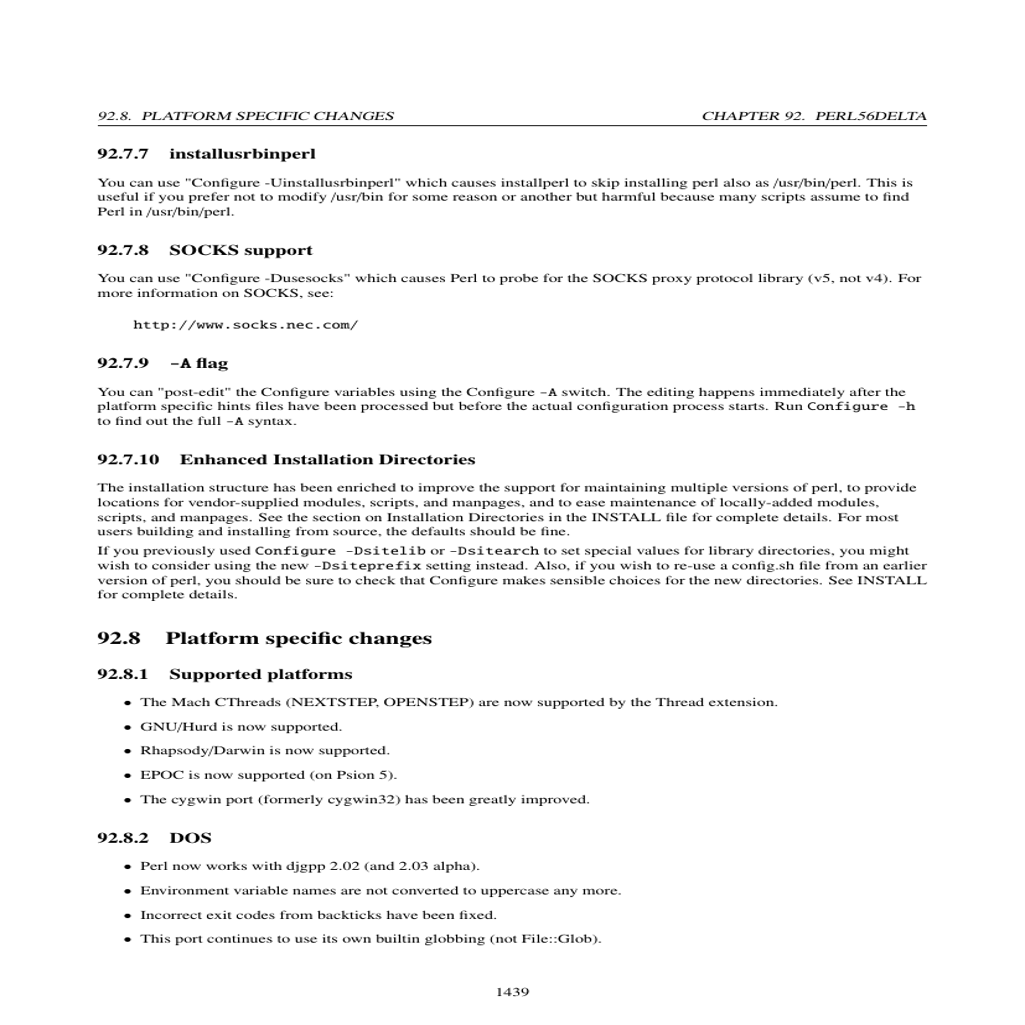 92.8. PLATFORM SPECIFIC CHANGES CHAPTER 92. PERL56DELTA
92.7.7 installusrbinperl
You can use "Configure -Uinstallusrbinperl" which causes installperl to skip installing perl also as /usr/bin/perl. This is
useful if you prefer not to modify /usr/bin for some reason or another but harmful because many scripts assume to find
Perl in /usr/bin/perl.
92.7.8 SOCKS support
You can use "Configure -Dusesocks" which causes Perl to probe for the SOCKS proxy protocol library (v5, not v4). For
more information on SOCKS, see:
http://www.socks.nec.com/
92.7.9 -A flag
You can "post-edit" the Configure variables using the Configure -A switch. The editing happens immediately after the
platform specific hints files have been processed but before the actual configuration process starts. Run Configure -h
to find out the full -A syntax.
92.7.10 Enhanced Installation Directories
The installation structure has been enriched to improve the support for maintaining multiple versions of perl, to provide
locations for vendor-supplied modules, scripts, and manpages, and to ease maintenance of locally-added modules,
scripts, and manpages. See the section on Installation Directories in the INSTALL file for complete details. For most
users building and installing from source, the defaults should be fine.
If you previously used Configure -Dsitelib or -Dsitearch to set special values for library directories, you might
wish to consider using the new -Dsiteprefix setting instead. Also, if you wish to re-use a config.sh file from an earlier
version of perl, you should be sure to check that Configure makes sensible choices for the new directories. See INSTALL
for complete details.
92.8 Platform specific changes
92.8.1 Supported platforms
• The Mach CThreads (NEXTSTEP, OPENSTEP) are now supported by the Thread extension.
• GNU/Hurd is now supported.
• Rhapsody/Darwin is now supported.
• EPOC is now supported (on Psion 5).
• The cygwin port (formerly cygwin32) has been greatly improved.
92.8.2 DOS
• Perl now works with djgpp 2.02 (and 2.03 alpha).
• Environment variable names are not converted to uppercase any more.
• Incorrect exit codes from backticks have been fixed.
• This port continues to use its own builtin globbing (not File::Glob).
1439